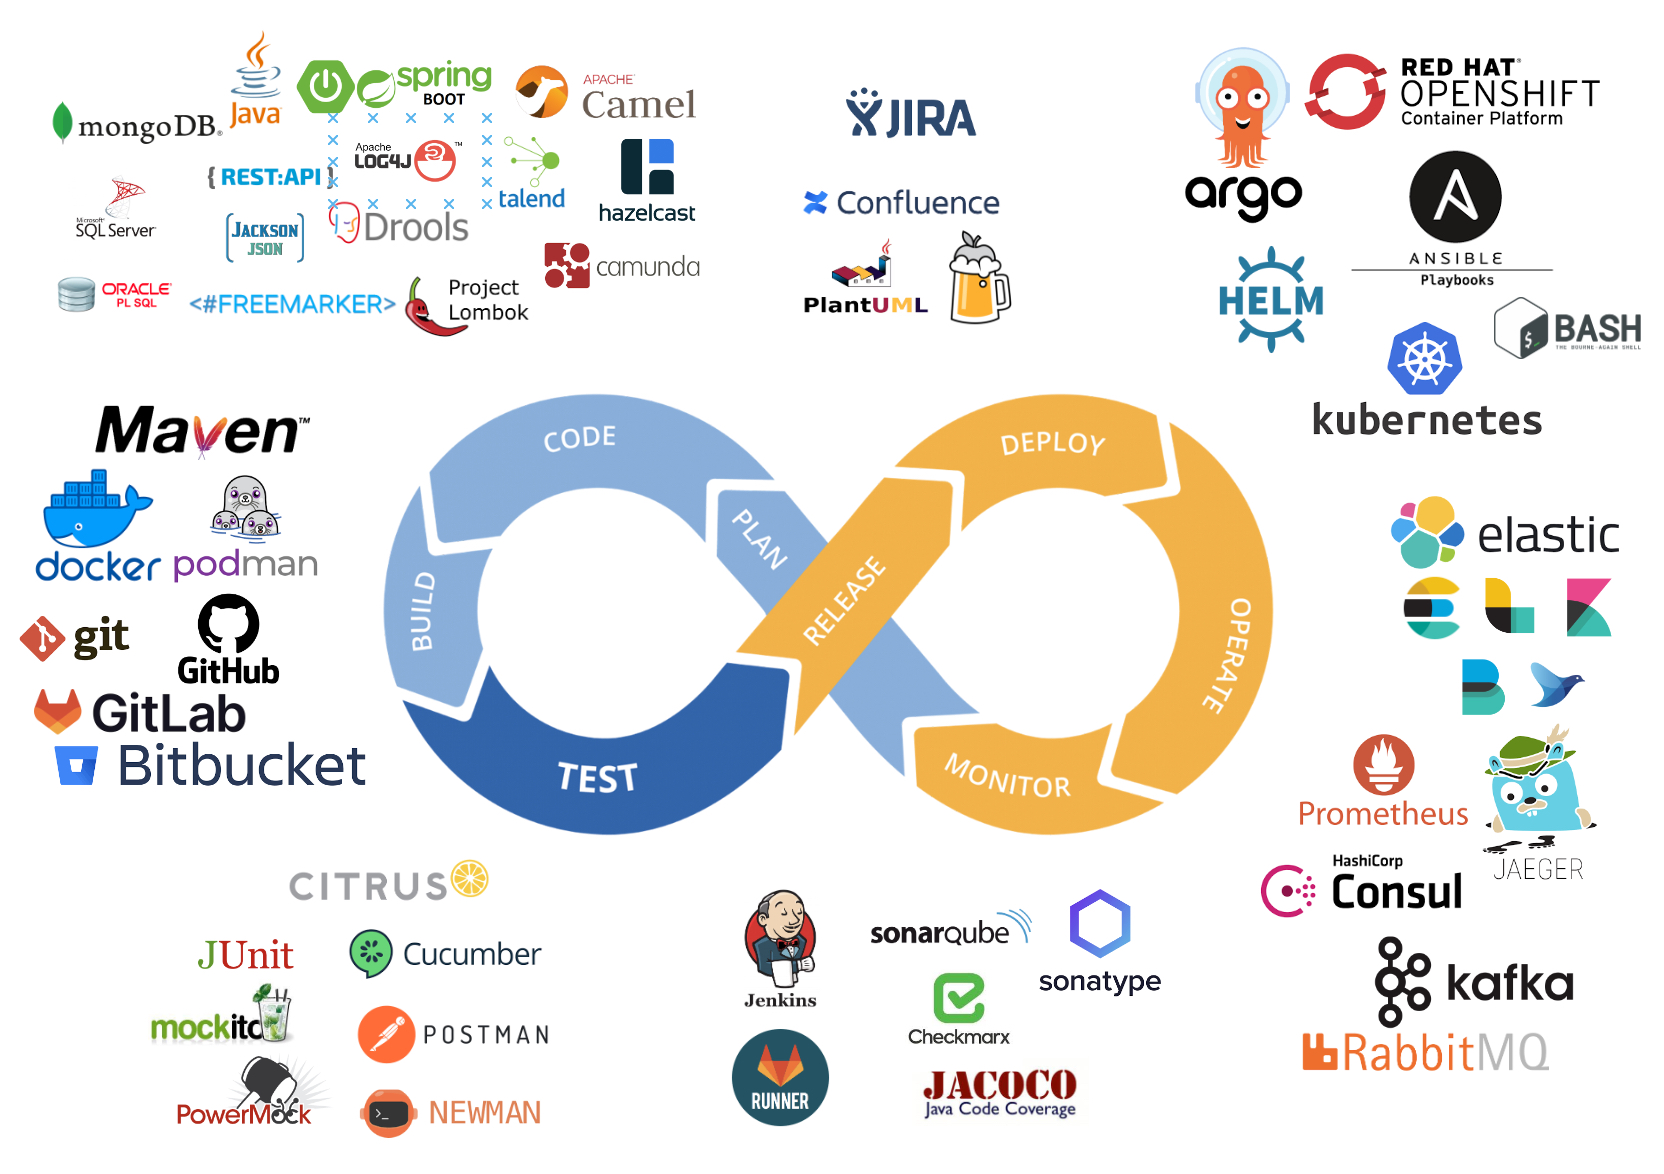 mongoDB®
Java
spring
BOOT
APACHE
Camel
{ REST:API }
Apache
LOG4J™
talend
hazelcast
Microsoft
SQL Server
JACKSON
JSON
Drools
camunda
ORACLE
PL SQL
<#FREEMARKER>
Project
Lombok
JIRA
Confluence
PlantUML
argo
RED HAT®
OPENSHIFT
Container Platform
ANSIBLE
Playbooks
HELM
BASH
THE BOURNE-AGAIN SHELL
kubernetes
Maven™
docker
podman
git
GitHub
GitLab
Bitbucket
CODE
PLAN
BUILD
TEST
RELEASE
DEPLOY
OPERATE
MONITOR
elastic
Prometheus
JAEGER
HashiCorp
Consul
kafka
RabbitMQ
CITRUS
JUnit
Cucumber
mockito
POSTMAN
PowerMock
>_
NEWMAN
Jenkins
sonarqube
sonatype
Checkmarx
RUNNER
JACOCO
Java Code Coverage